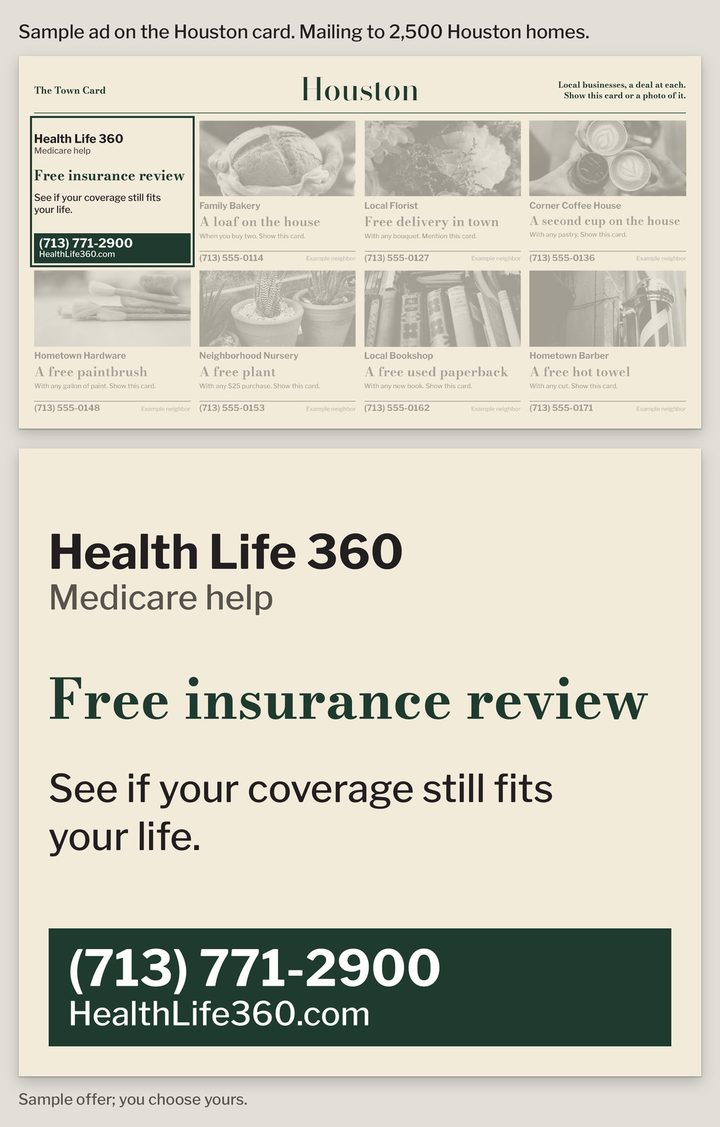 Sample ad on the Houston card. Mailing to 2,500 Houston homes.
The Town Card
Houston
Local businesses, a deal at each.
Show this card or a photo of it.
Health Life 360
Medicare help
Free insurance review
See if your coverage still fits
your life.
(713) 771-2900
HealthLife360.com
Family Bakery
A loaf on the house
When you buy two. Show this card.
(713) 555-0114
Example neighbor
Local Florist
Free delivery in town
With any bouquet. Mention this card.
(713) 555-0127
Example neighbor
Corner Coffee House
A second cup on the house
With any pastry. Show this card.
(713) 555-0136
Example neighbor
Hometown Hardware
A free paintbrush
With any gallon of paint. Show this card.
(713) 555-0148
Example neighbor
Neighborhood Nursery
A free plant
With any $25 purchase. Show this card.
(713) 555-0153
Example neighbor
Local Bookshop
A free used paperback
With any new book. Show this card.
(713) 555-0162
Example neighbor
Hometown Barber
A free hot towel
With any cut. Show this card.
(713) 555-0171
Example neighbor
Health Life 360
Medicare help
Free insurance review
See if your coverage still fits
your life.
(713) 771-2900
HealthLife360.com
Sample offer; you choose yours.